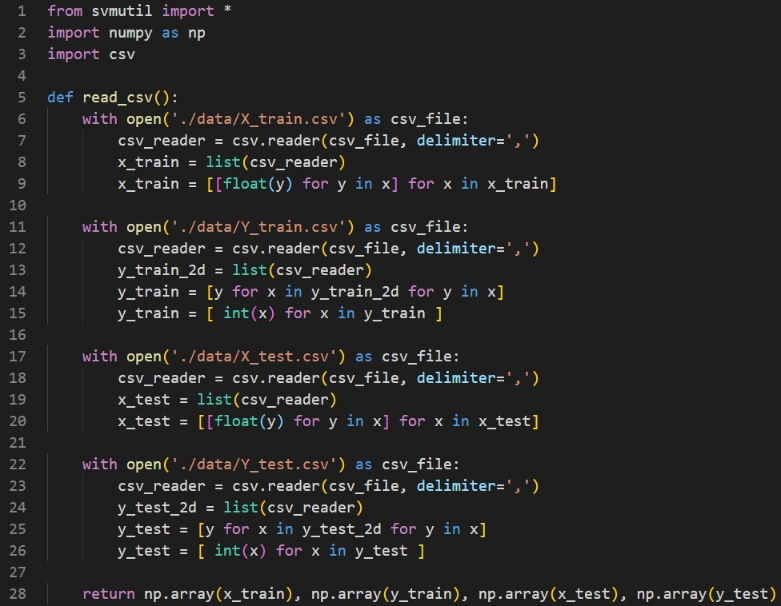 1 from svmutil import *
2 import numpy as np
3 import csv
4
5 def read_csv():
6     with open('./data/X_train.csv') as csv_file:
7         csv_reader = csv.reader(csv_file, delimiter=',')
8         x_train = list(csv_reader)
9         x_train = [[float(y) for y in x] for x in x_train]
10
11     with open('./data/Y_train.csv') as csv_file:
12         csv_reader = csv.reader(csv_file, delimiter=',')
13         y_train_2d = list(csv_reader)
14         y_train = [y for x in y_train_2d for y in x]
15         y_train = [ int(x) for x in y_train ]
16
17     with open('./data/X_test.csv') as csv_file:
18         csv_reader = csv.reader(csv_file, delimiter=',')
19         x_test = list(csv_reader)
20         x_test = [[float(y) for y in x] for x in x_test]
21
22     with open('./data/Y_test.csv') as csv_file:
23         csv_reader = csv.reader(csv_file, delimiter=',')
24         y_test_2d = list(csv_reader)
25         y_test = [y for x in y_test_2d for y in x]
26         y_test = [ int(x) for x in y_test ]
27
28     return np.array(x_train), np.array(y_train), np.array(x_test), np.array(y_test)